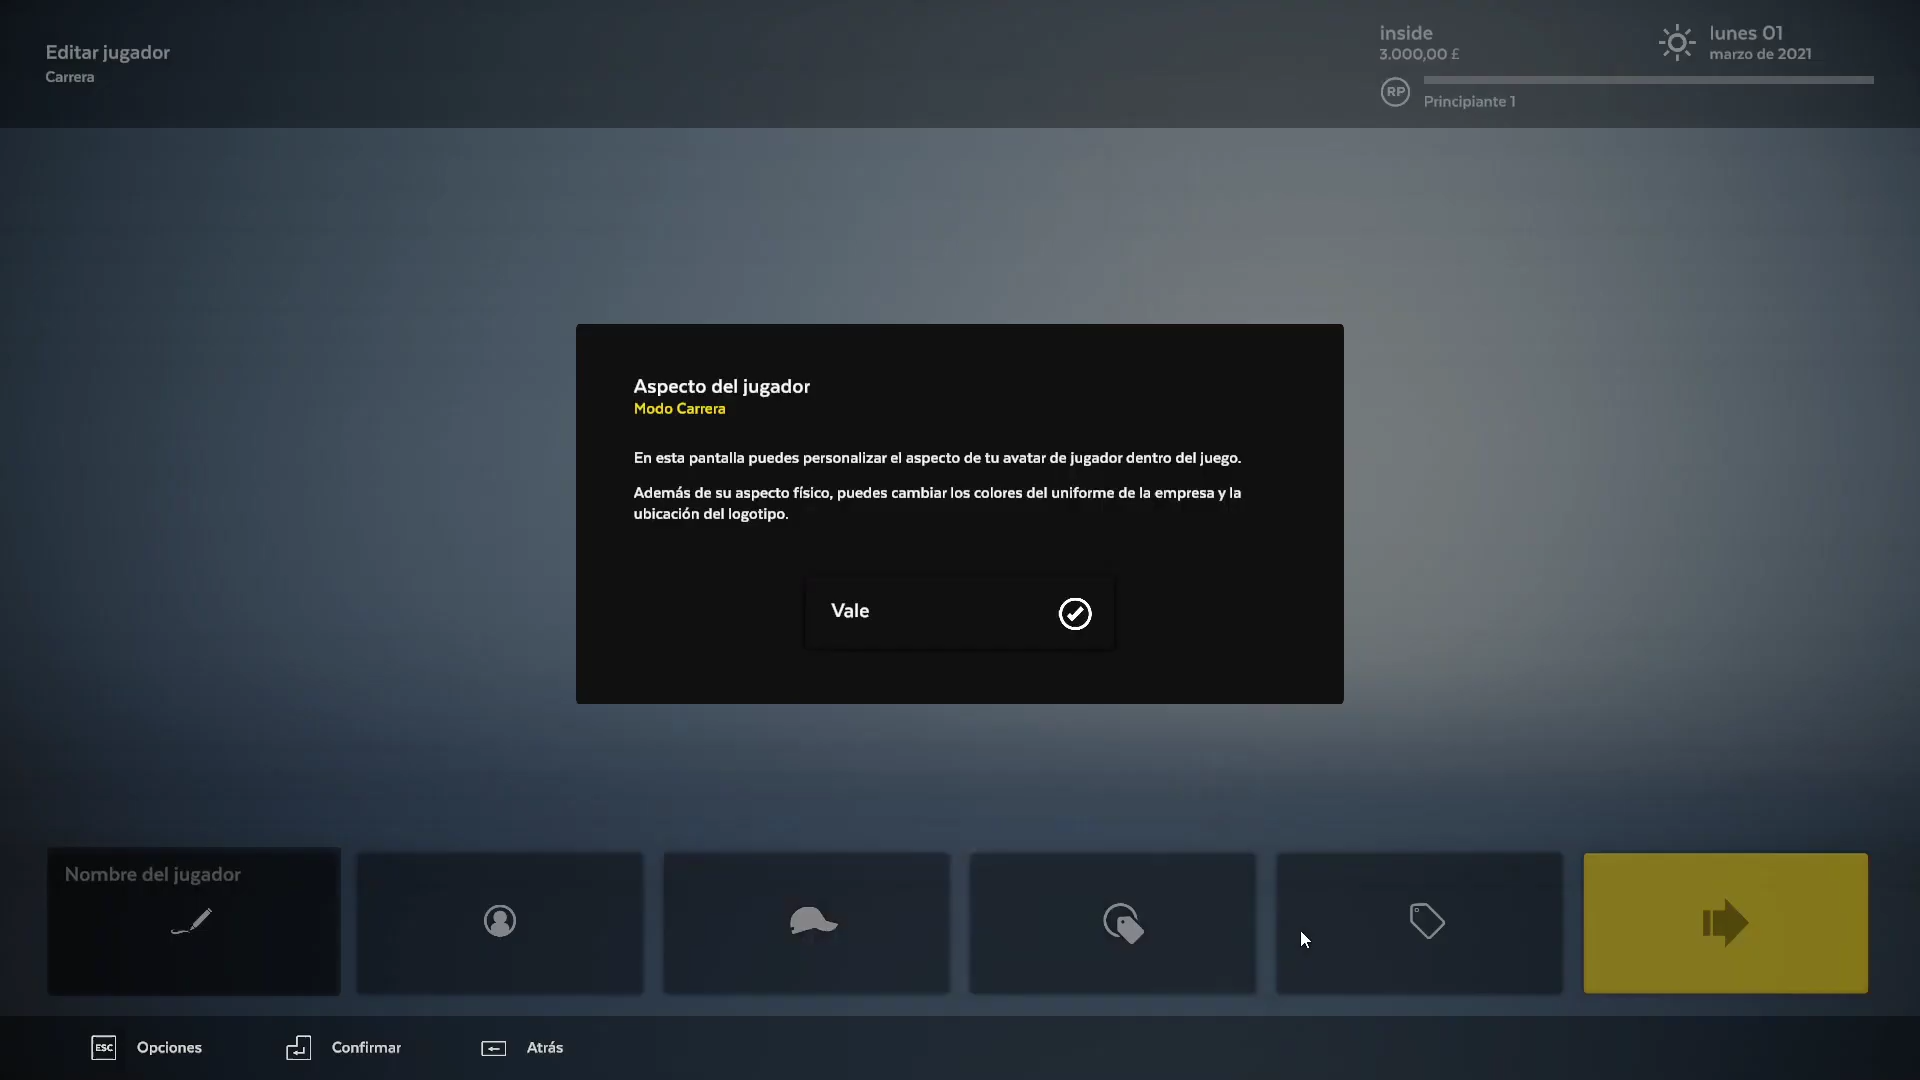 Editar jugador
Carrera
inside
3.000,00 £
lunes 01
marzo de 2021
RP
Principiante 1
Aspecto del jugador
Modo Carrera
En esta pantalla puedes personalizar el aspecto de tu avatar de jugador dentro del juego.
Además de su aspecto físico, puedes cambiar los colores del uniforme de la empresa y la
ubicación del logotipo.
Vale
Nombre del jugador
ESC Opciones
Confirmar
Atrás